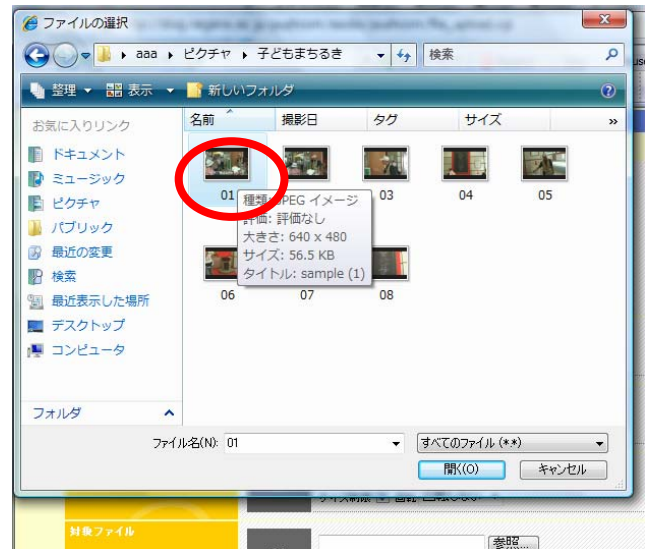 ファイルの選択
aaa ▸ ピクチャ ▸ 子どもまちるき
検索
整理 表示 新しいフォルダ
お気に入りリンク
ドキュメント
ミュージック
ピクチャ
パブリック
最近の変更
検索
最近表示した場所
デスクトップ
コンピュータ
フォルダ
名前 撮影日 タグ サイズ »
01 03 04 05
種類: JPEG イメージ
評価: 評価なし
大きさ: 640 x 480
サイズ: 56.5 KB
タイトル: sample (1)
06 07 08
ファイル名(N): 01
すべてのファイル (*.*)
開く(O) キャンセル
対象ファイル
参照...